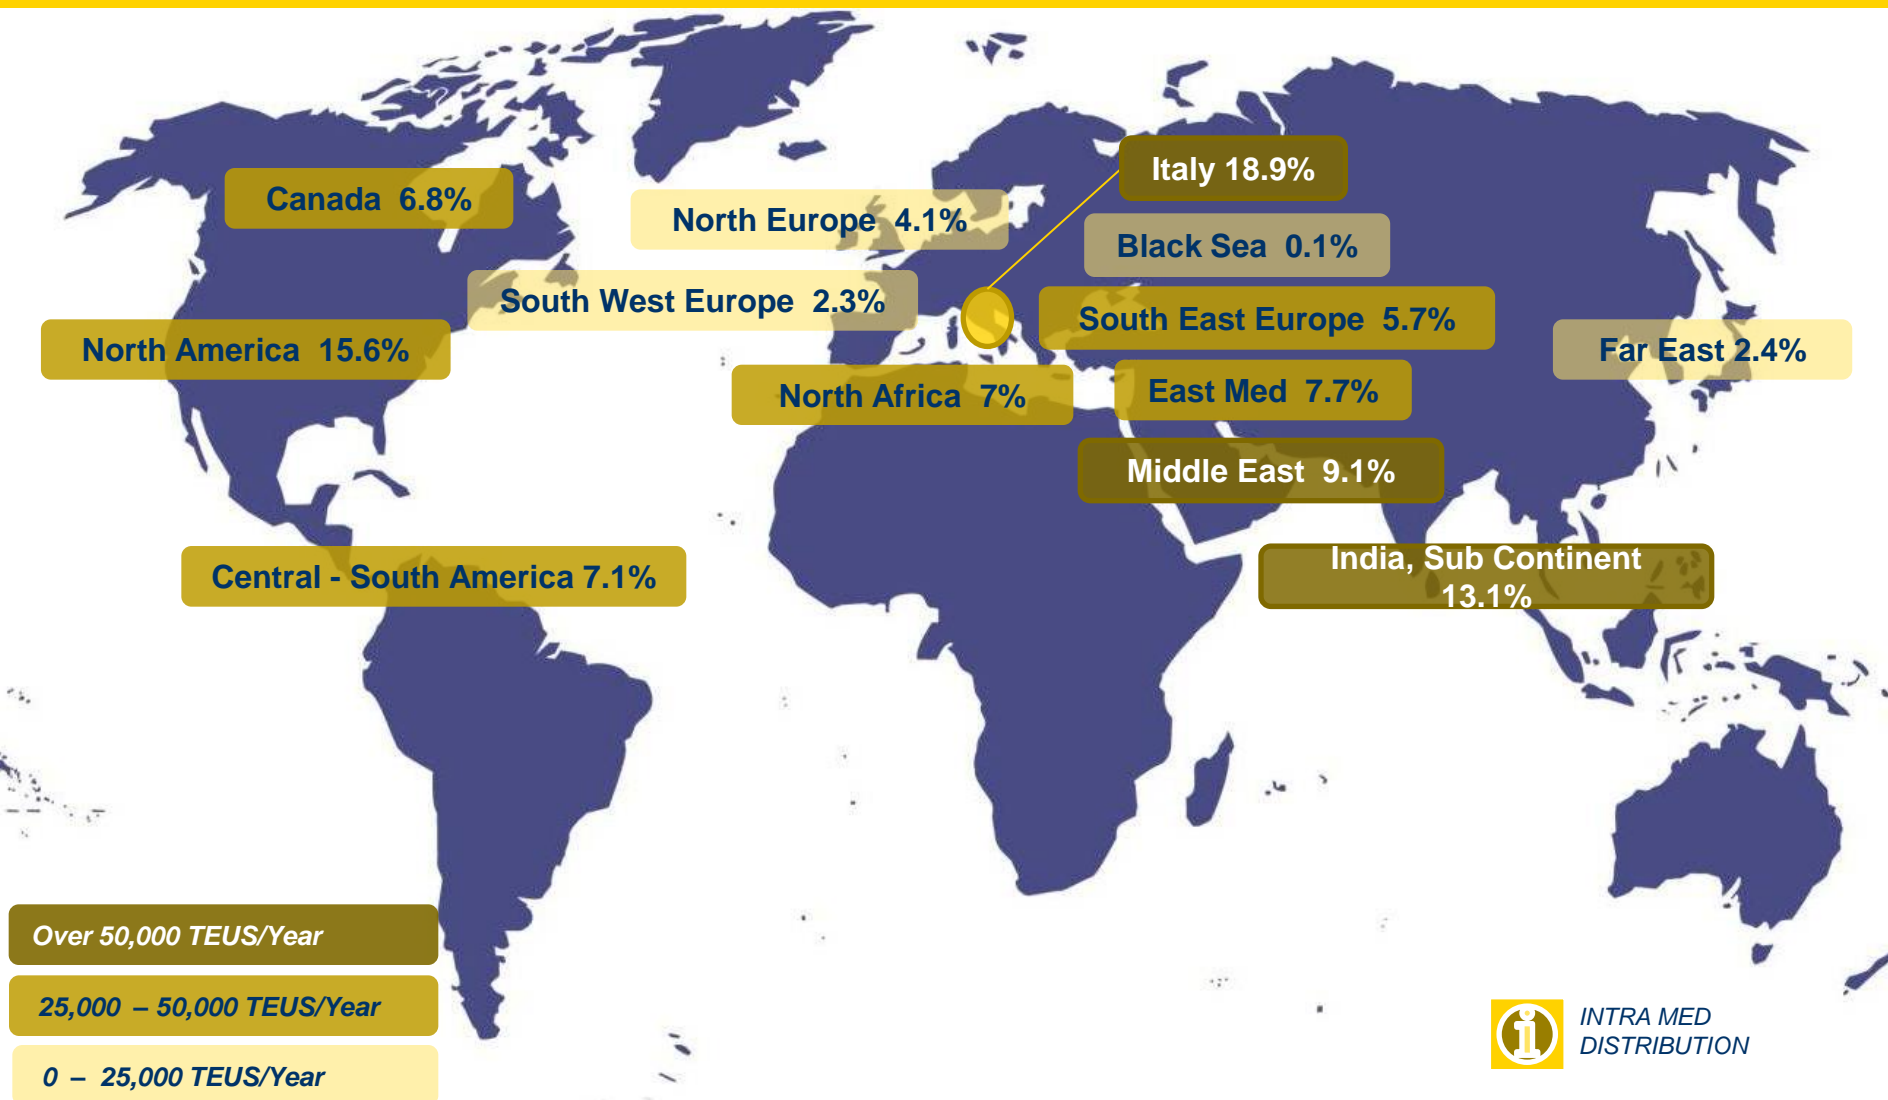 Italy 18.9%
Canada 6.8%
North Europe 4.1%
Black Sea 0.1%
South West Europe 2.3%
South East Europe 5.7%
North America 15.6%
Far East 2.4%
North Africa 7%
East Med 7.7%
Middle East 9.1%
Central - South America 7.1%
India, Sub Continent
13.1%
Over 50,000 TEUS/Year
25,000 – 50,000 TEUS/Year
0 – 25,000 TEUS/Year
i
INTRA MED
DISTRIBUTION